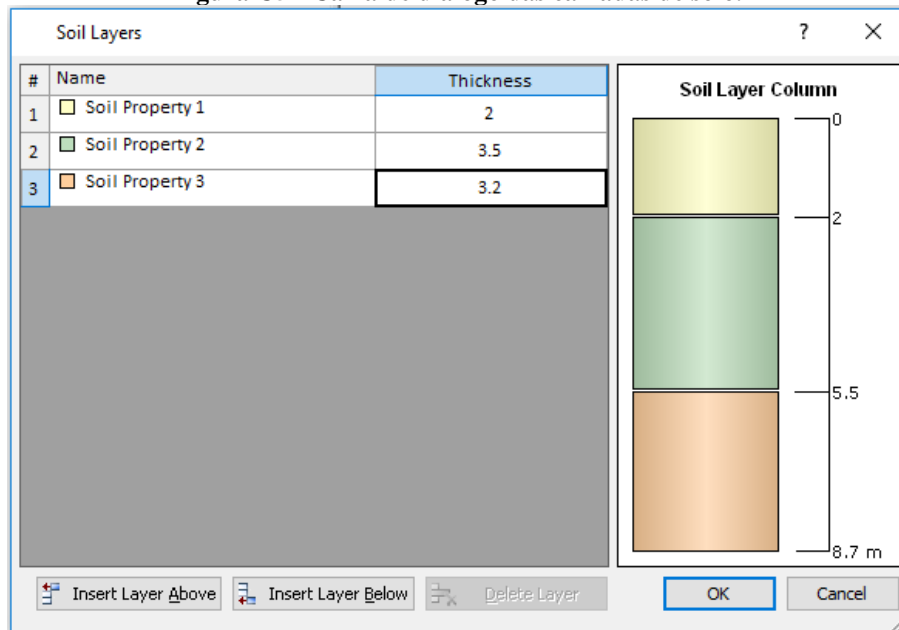 Soil Layers ? ×
# Name Thickness
1 Soil Property 1 2
2 Soil Property 2 3.5
3 Soil Property 3 3.2
Soil Layer Column
0
2
5.5
8.7 m
Insert Layer Above Insert Layer Below Delete Layer OK Cancel